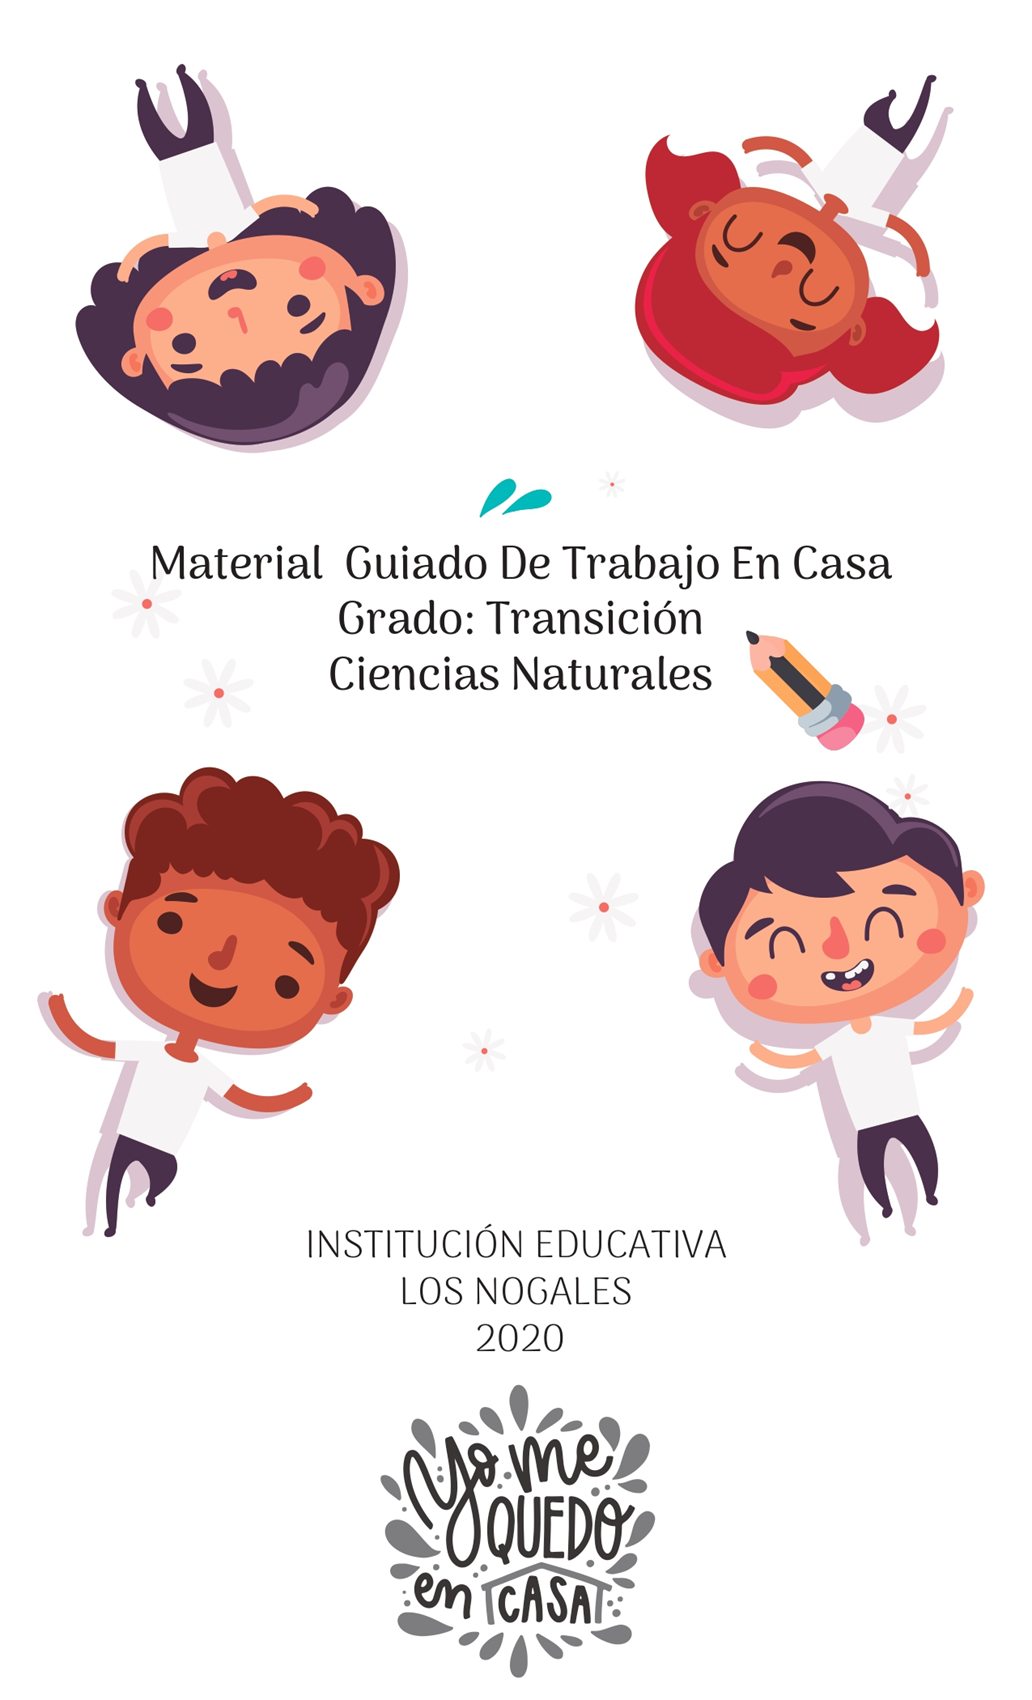 Material Guiado De Trabajo En Casa
Grado: Transición
Ciencias Naturales
INSTITUCIÓN EDUCATIVA
LOS NOGALES
2020
Yo me
QUEDO
en CASA